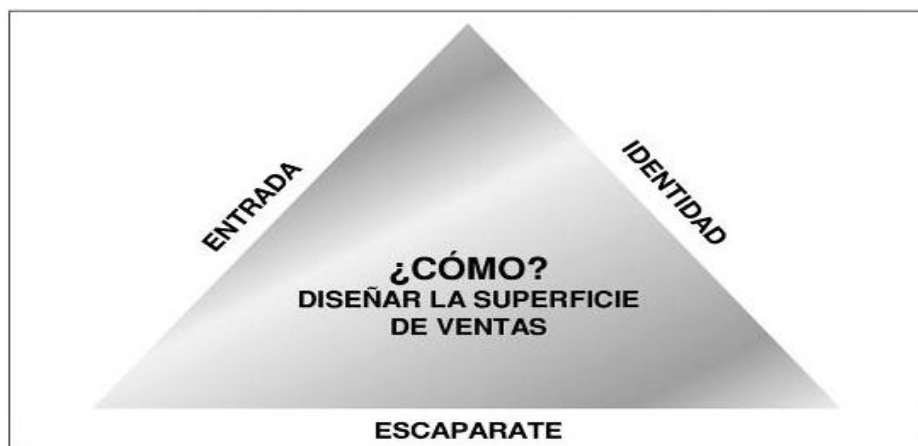 ENTRADA
IDENTIDAD
¿CÓMO?
DISEÑAR LA SUPERFICIE
DE VENTAS
ESCAPARATE